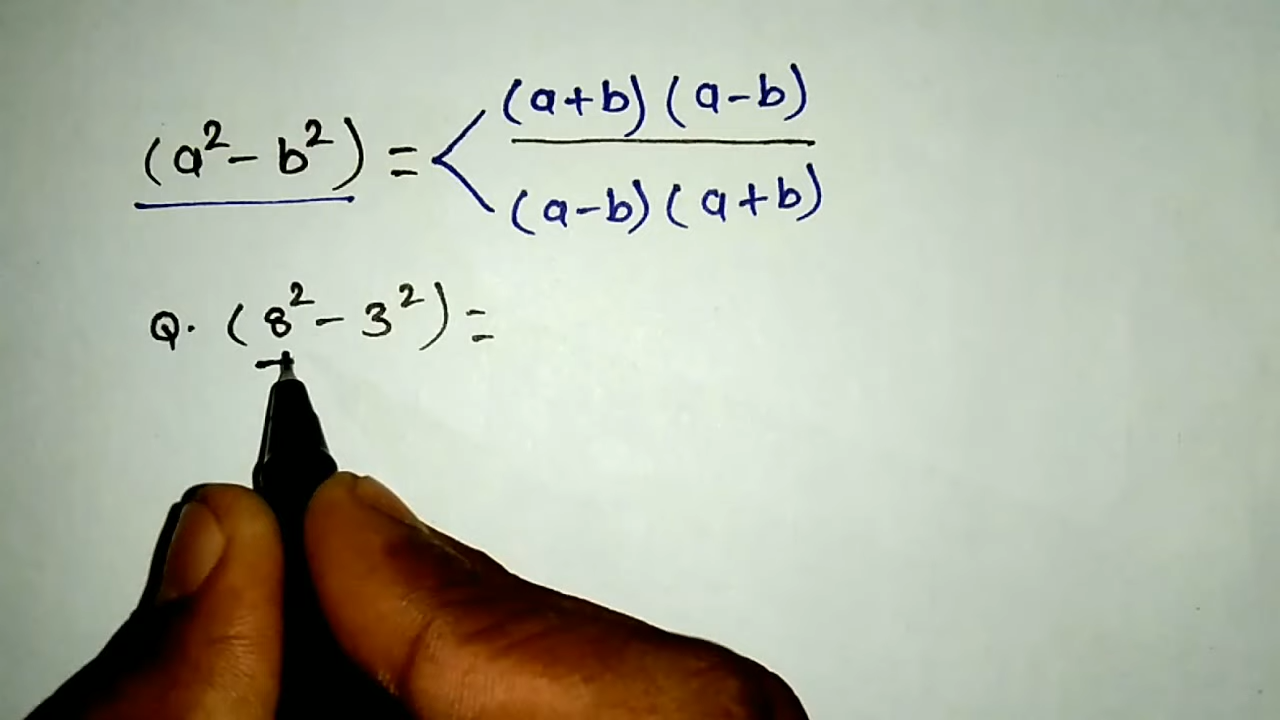 (a+b) (a-b)
(a² - b²) = <
(a-b) (a+b)
Q. (8² - 3²) =